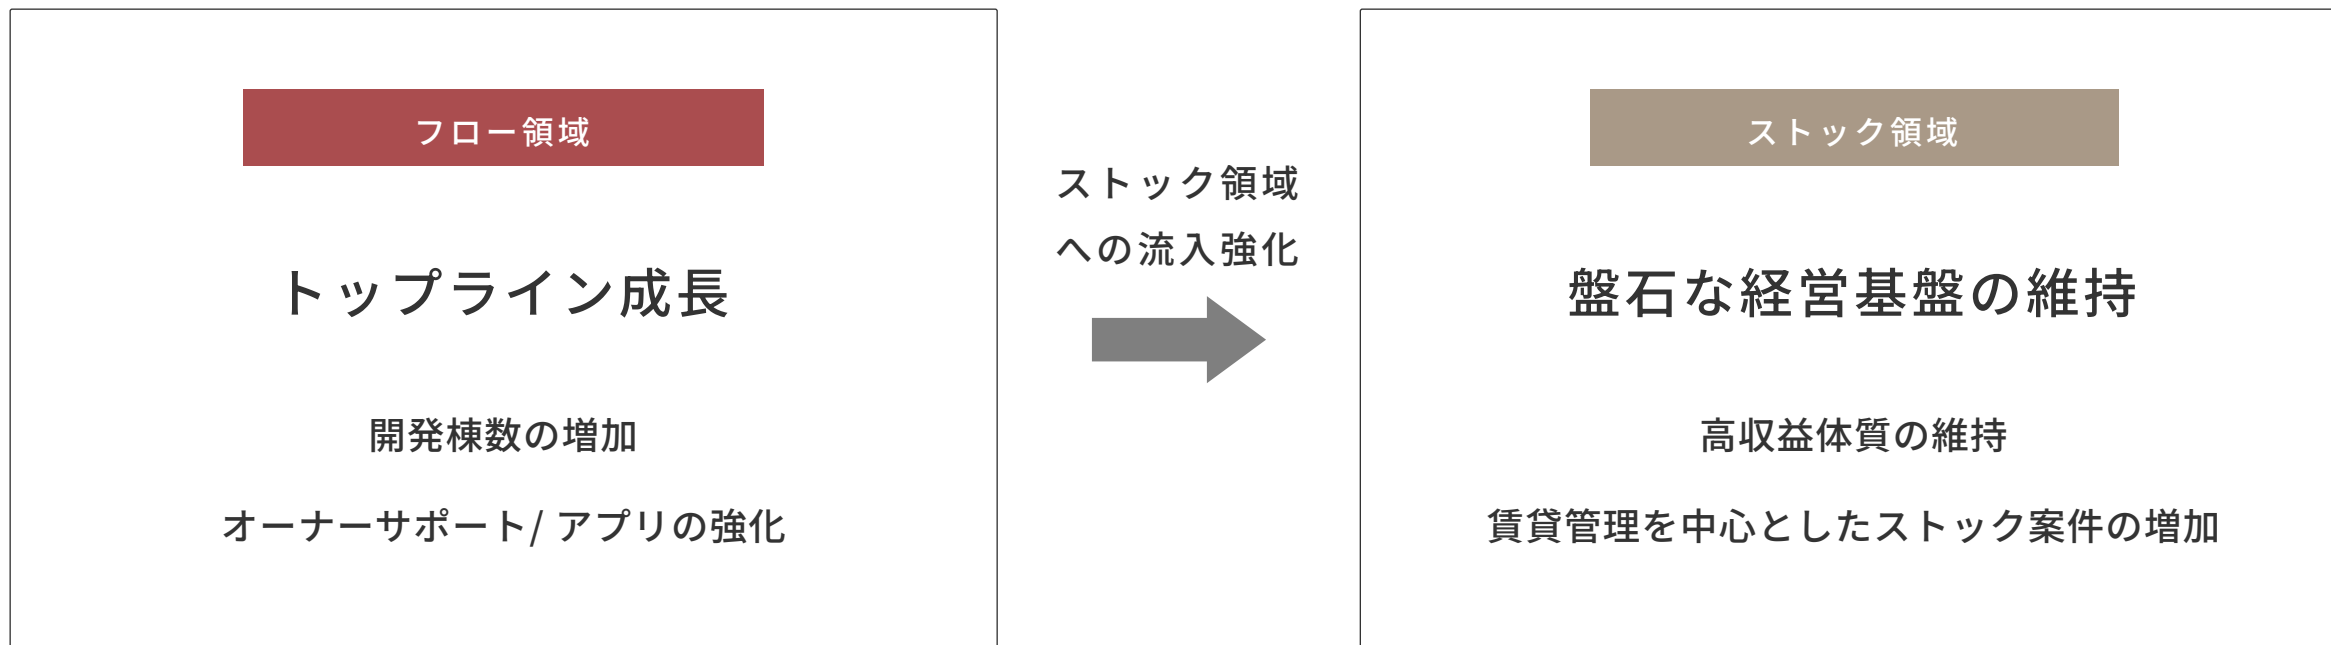 フロー領域
トップライン成長
開発棟数の増加
オーナーサポート/ アプリの強化
ストック領域
への流入強化
ストック領域
盤石な経営基盤の維持
高収益体質の維持
賃貸管理を中心としたストック案件の増加